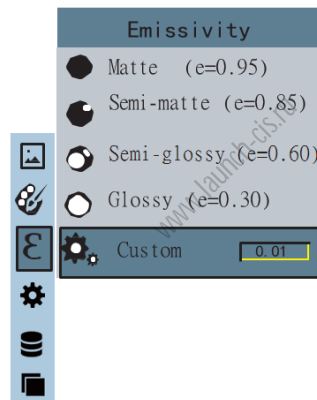 Emissivity
Matte (e=0.95)
Semi-matte (e=0.85)
Semi-glossy (e=0.60)
Glossy (e=0.30)
ε
Custom 0.01
www.launch-cis.ru